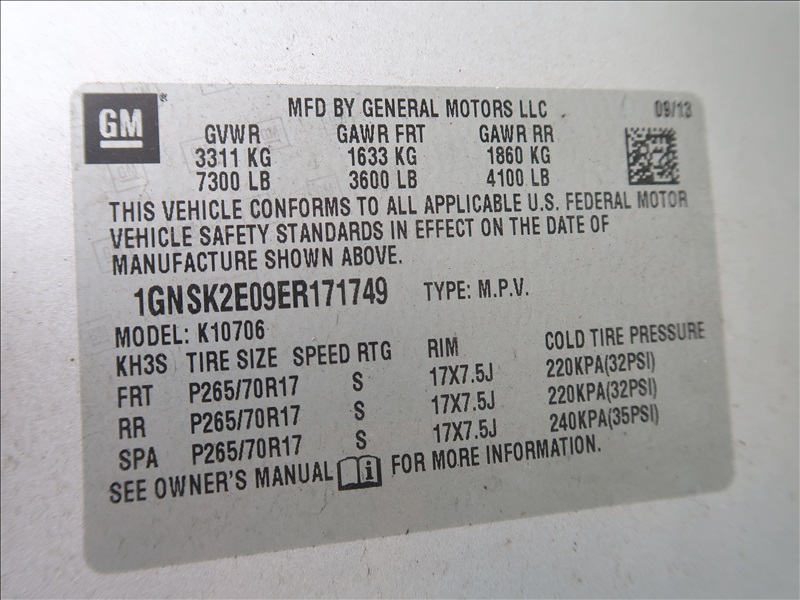 GM
MFD BY GENERAL MOTORS LLC 09/13
GVWR GAWR FRT GAWR RR
3311 KG 1633 KG 1860 KG
7300 LB 3600 LB 4100 LB
THIS VEHICLE CONFORMS TO ALL APPLICABLE U.S. FEDERAL MOTOR
VEHICLE SAFETY STANDARDS IN EFFECT ON THE DATE OF
MANUFACTURE SHOWN ABOVE.
1GNSK2E09ER171749 TYPE: M.P.V.
MODEL: K10706
KH3S TIRE SIZE SPEED RTG RIM COLD TIRE PRESSURE
FRT P265/70R17 S 17X7.5J 220KPA(32PSI)
RR P265/70R17 S 17X7.5J 220KPA(32PSI)
SPA P265/70R17 S 17X7.5J 240KPA(35PSI)
SEE OWNER'S MANUAL i FOR MORE INFORMATION.